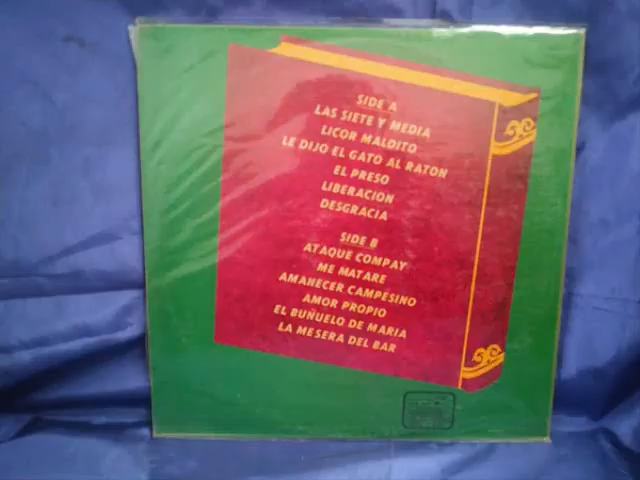 SIDE A
LAS SIETE Y MEDIA
LICOR MALDITO
LE DIJO EL GATO AL RATON
EL PRESO
LIBERACION
DESGRACIA
SIDE B
ATAQUE COMPAY
ME MATARE
AMANECER CAMPESINO
AMOR PROPIO
EL BUÑUELO DE MARIA
LA MESERA DEL BAR